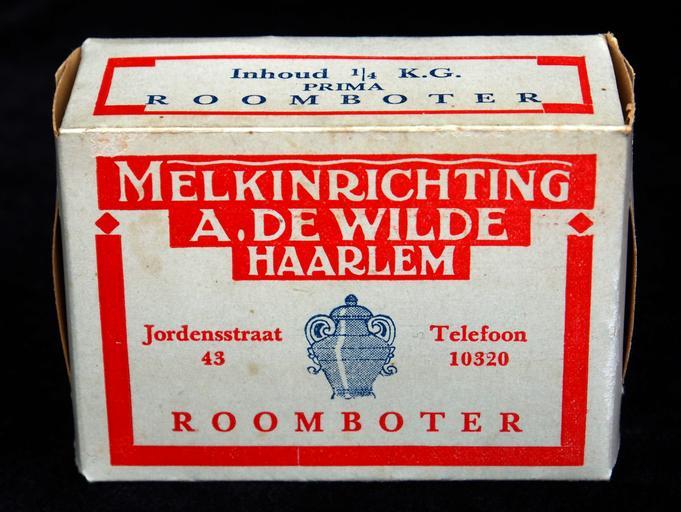 Inhoud 1/4 K.G.
PRIMA
ROOMBOTER
MELKINRICHTING
A. DE WILDE
HAARLEM
Jordensstraat
43
Telefoon
10320
ROOMBOTER